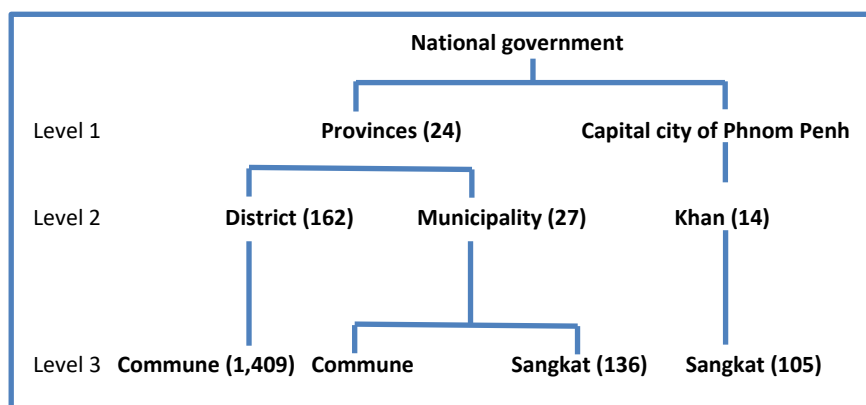 National government
Level 1 Provinces (24) Capital city of Phnom Penh
Level 2 District (162) Municipality (27) Khan (14)
Level 3 Commune (1,409) Commune Sangkat (136) Sangkat (105)